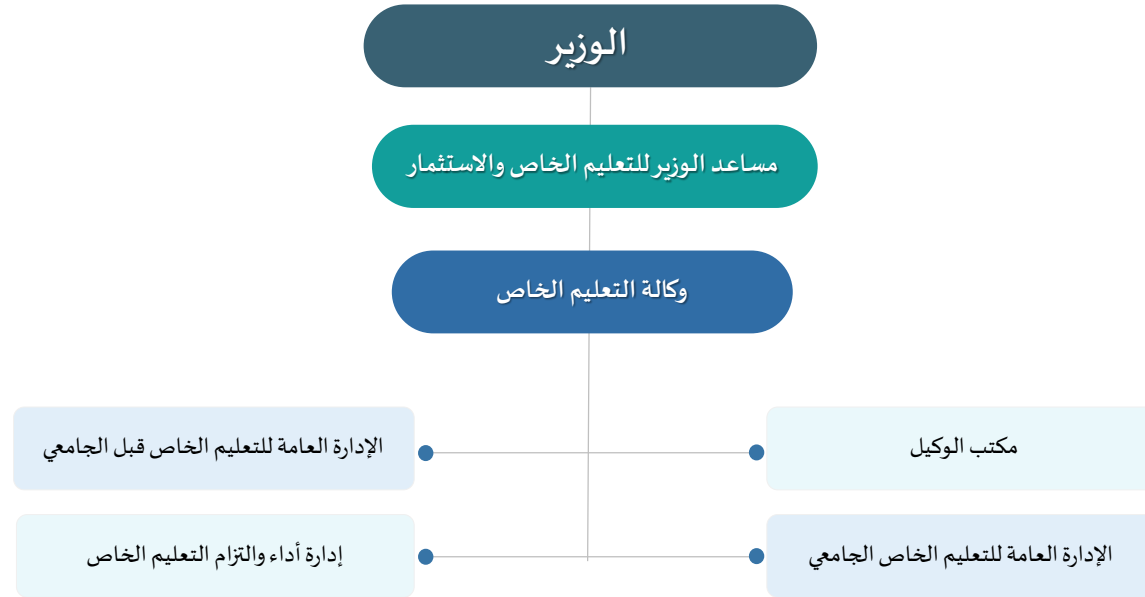 الوزير
مساعد الوزير للتعليم الخاص والاستثمار
وكالة التعليم الخاص
مكتب الوكيل
الإدارة العامة للتعليم الخاص قبل الجامعي
الإدارة العامة للتعليم الخاص الجامعي
إدارة أداء والتزام التعليم الخاص